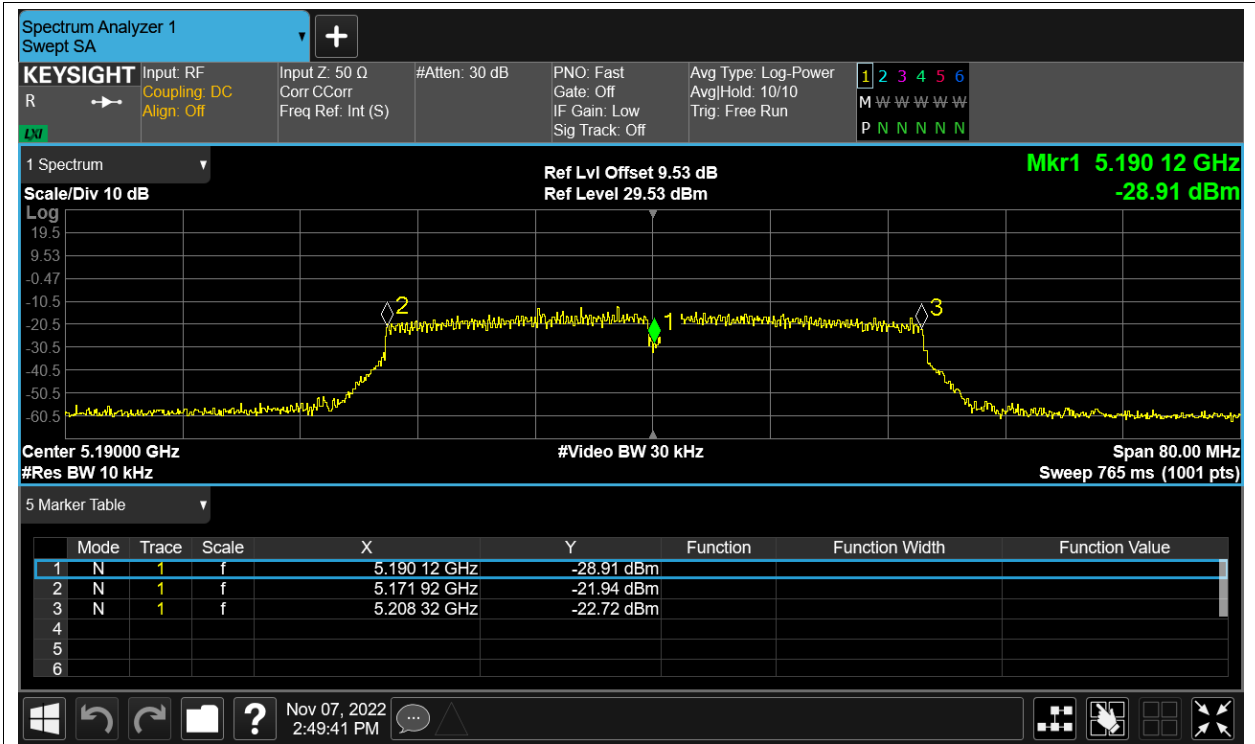 Spectrum Analyzer 1
Swept SA
KEYSIGHT
R
LXI
Input: RF
Coupling: DC
Align: Off
Input Z: 50 Ω
Corr CCorr
Freq Ref: Int (S)
#Atten: 30 dB
PNO: Fast
Gate: Off
IF Gain: Low
Sig Track: Off
Avg Type: Log-Power
Avg|Hold: 10/10
Trig: Free Run
1 2 3 4 5 6
M W W W W W W
P N N N N N N
1 Spectrum
Scale/Div 10 dB
Ref Lvl Offset 9.53 dB
Ref Level 29.53 dBm
Mkr1 5.190 12 GHz
-28.91 dBm
Log
19.5
9.53
-0.47
-10.5
-20.5
-30.5
-40.5
-50.5
-60.5
2
1
3
Center 5.19000 GHz
#Video BW 30 kHz
Span 80.00 MHz
#Res BW 10 kHz
Sweep 765 ms (1001 pts)
5 Marker Table
Mode Trace Scale X Y Function Function Width Function Value
1 N 1 f 5.190 12 GHz -28.91 dBm
2 N 1 f 5.171 92 GHz -21.94 dBm
3 N 1 f 5.208 32 GHz -22.72 dBm
4
5
6
?
Nov 07, 2022
2:49:41 PM